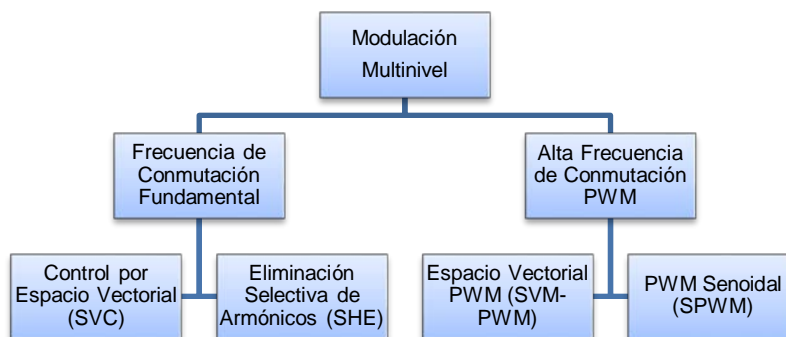 Modulación
Multinivel
Frecuencia de
Conmutación
Fundamental
Alta Frecuencia
de Conmutación
PWM
Control por
Espacio Vectorial
(SVC)
Eliminación
Selectiva de
Armónicos (SHE)
Espacio Vectorial
PWM (SVM-
PWM)
PWM Senoidal
(SPWM)